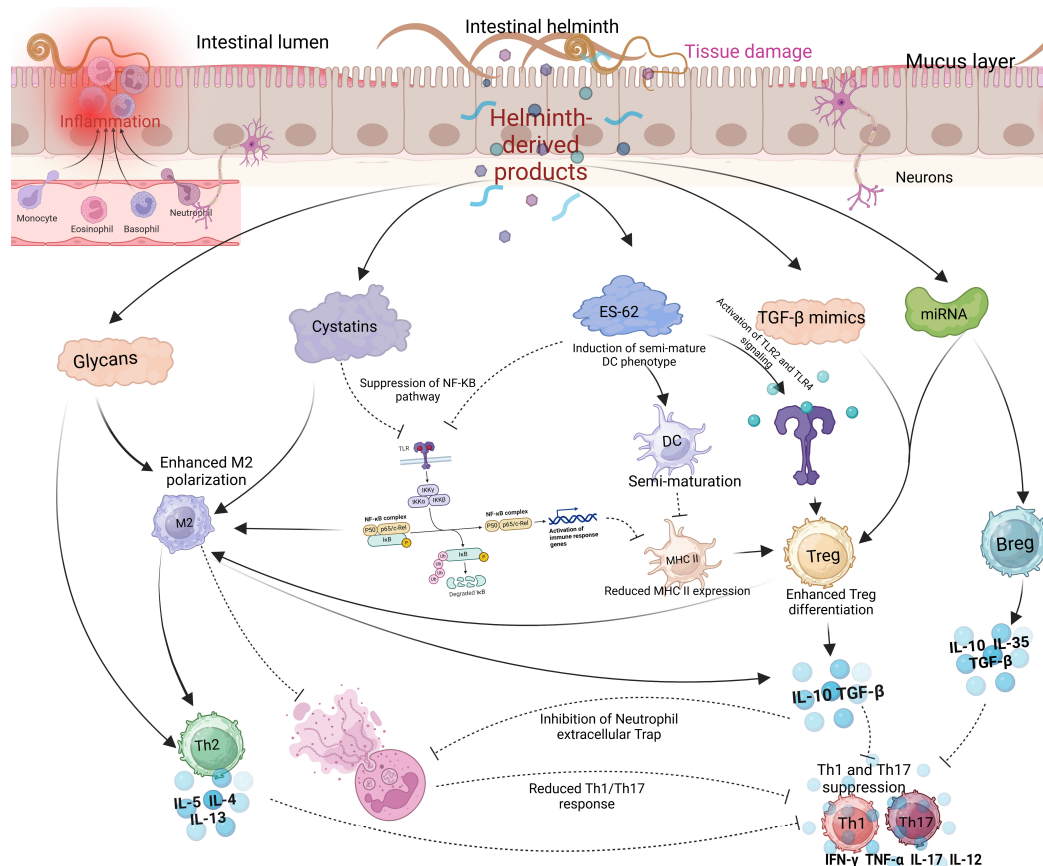 Intestinal lumen
Intestinal helminth
Tissue damage
Mucus layer
Inflammation
Helminth-
derived
products
Neurons
Monocyte
Eosinophil
Basophil
Neutrophil
Glycans
Cystatins
ES-62
TGF-β mimics
miRNA
Induction of semi-mature
DC phenotype
Activation of TLR2 and TLR4
signaling
Suppression of NF-KB
pathway
TLR
DC
Semi-maturation
Enhanced M2
polarization
M2
IKKγ
IKKα
IKKβ
NF-κB complex
P50
p65/c-Rel
IκB
P
NF-κB complex
P50
p65/c-Rel
Activation of
immune response
genes
Ub
Ub
Ub
IκB
P
Degraded IκB
MHC II
Reduced MHC II expression
Treg
Enhanced Treg
differentiation
Breg
IL-10 IL-35
TGF-β
IL-10 TGF-β
Inhibition of Neutrophil
extracellular Trap
Th2
IL-5 IL-4
IL-13
Reduced Th1/Th17
response
Th1 and Th17
suppression
Th1
Th17
IFN-γ TNF-α IL-17 IL-12